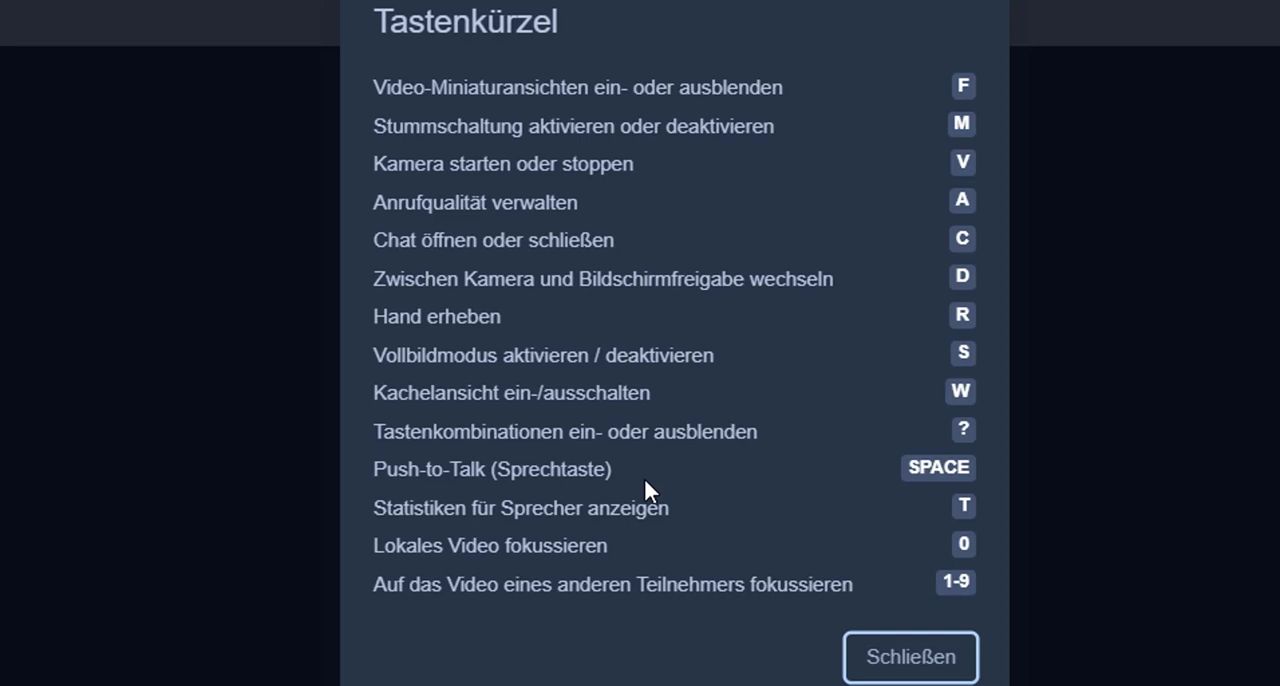 Tastenkürzel
Video-Miniaturansichten ein- oder ausblenden F
Stummschaltung aktivieren oder deaktivieren M
Kamera starten oder stoppen V
Anrufqualität verwalten A
Chat öffnen oder schließen C
Zwischen Kamera und Bildschirmfreigabe wechseln D
Hand erheben R
Vollbildmodus aktivieren / deaktivieren S
Kachelansicht ein-/ausschalten W
Tastenkombinationen ein- oder ausblenden ?
Push-to-Talk (Sprechtaste) SPACE
Statistiken für Sprecher anzeigen T
Lokales Video fokussieren 0
Auf das Video eines anderen Teilnehmers fokussieren 1-9
Schließen